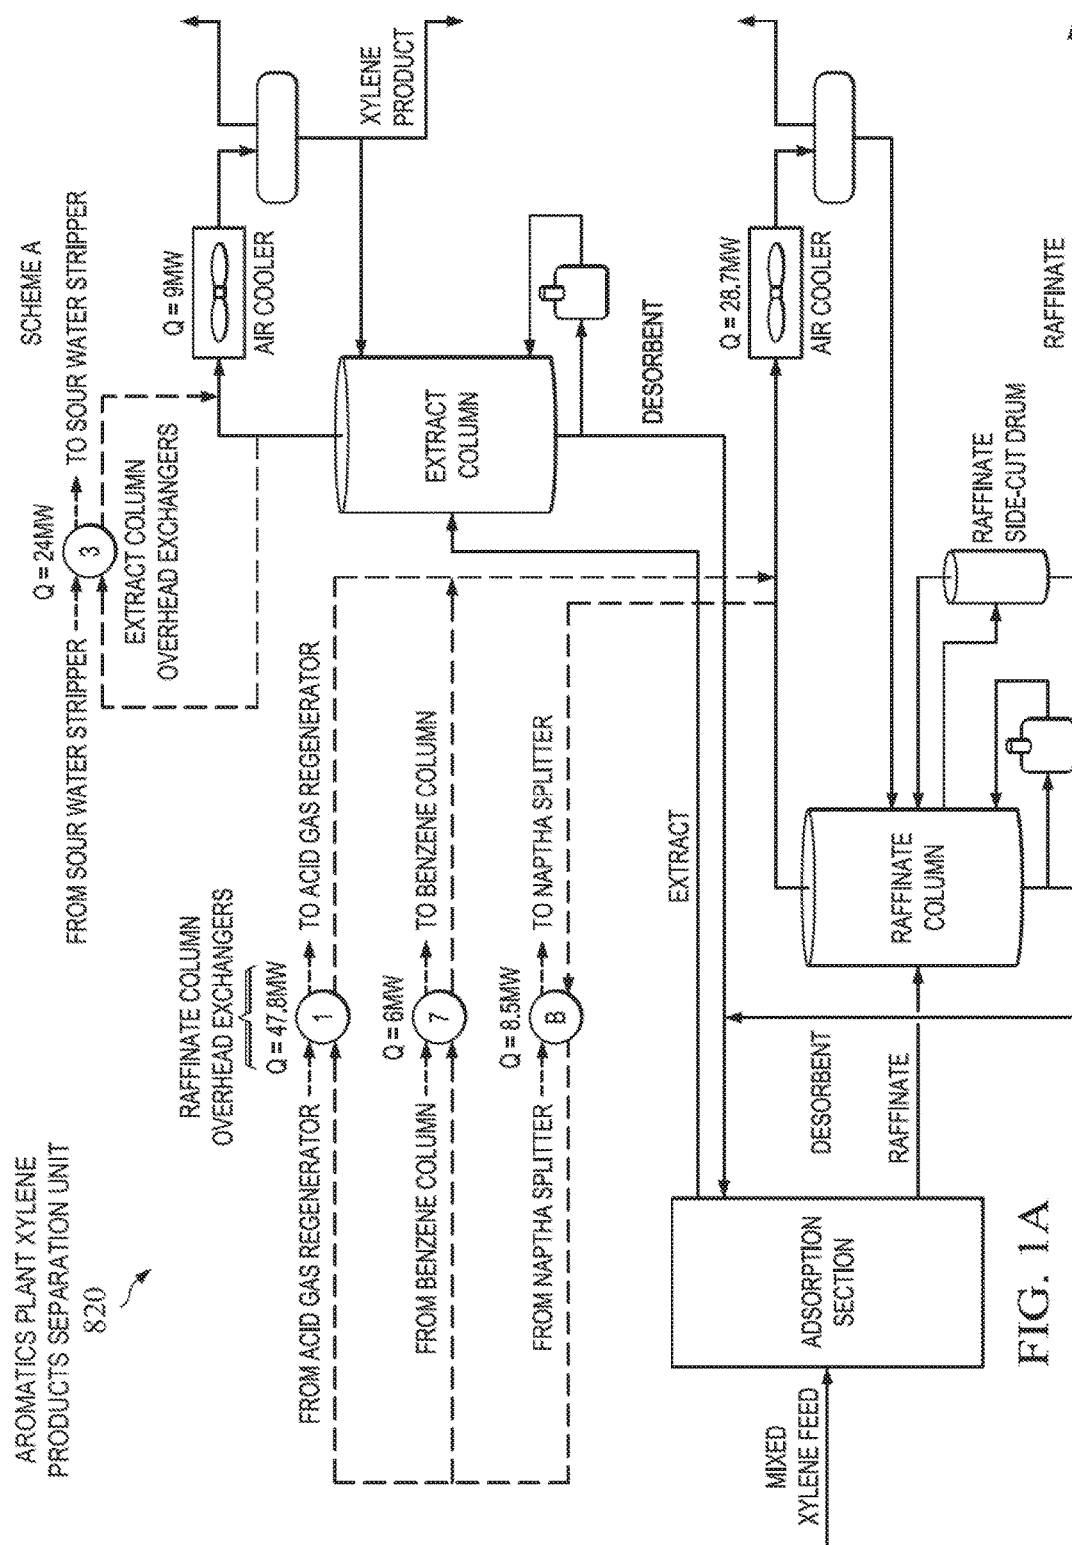 AROMATICS PLANT XYLENE
PRODUCTS SEPARATION UNIT
820
SCHEME A
FROM SOUR WATER STRIPPER
Q = 24MW
3
TO SOUR WATER STRIPPER
EXTRACT COLUMN
OVERHEAD EXCHANGERS
Q = 9MW
AIR COOLER
XYLENE
PRODUCT
RAFFINATE COLUMN
OVERHEAD EXCHANGERS
Q = 47.8MW
FROM ACID GAS REGENERATOR
1
TO ACID GAS REGENERATOR
Q = 6MW
FROM BENZENE COLUMN
7
TO BENZENE COLUMN
Q = 8.5MW
FROM NAPTHA SPLITTER
B
TO NAPTHA SPLITTER
EXTRACT
COLUMN
DESORBENT
EXTRACT
Q = 28.7MW
AIR COOLER
MIXED
XYLENE FEED
ADSORPTION
SECTION
DESORBENT
RAFFINATE
RAFFINATE
COLUMN
RAFFINATE
SIDE-CUT DRUM
RAFFINATE
FIG. 1A